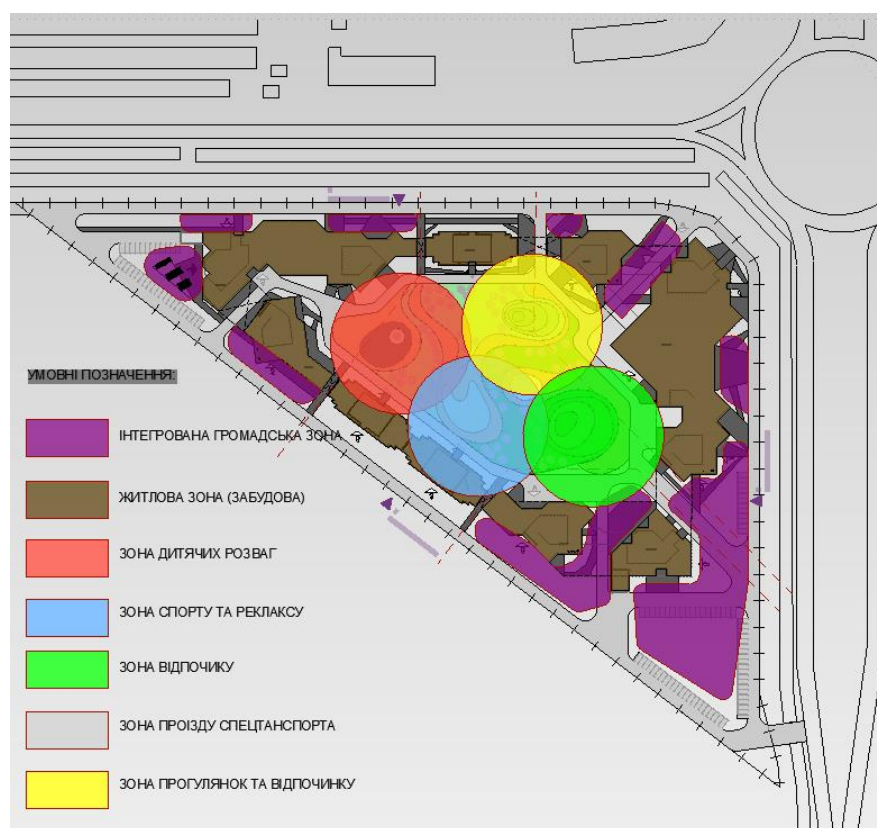 УМОВНІ ПОЗНАЧЕННЯ:
ІНТЕГРОВАНА ГРОМАДСЬКА ЗОНА
ЖИТЛОВА ЗОНА (ЗАБУДОВА)
ЗОНА ДИТЯЧИХ РОЗВАГ
ЗОНА СПОРТУ ТА РЕКЛАКСУ
ЗОНА ВІДПОЧИКУ
ЗОНА ПРОЇЗДУ СПЕЦТАНСПОРТА
ЗОНА ПРОГУЛЯНОК ТА ВІДПОЧИНКУ